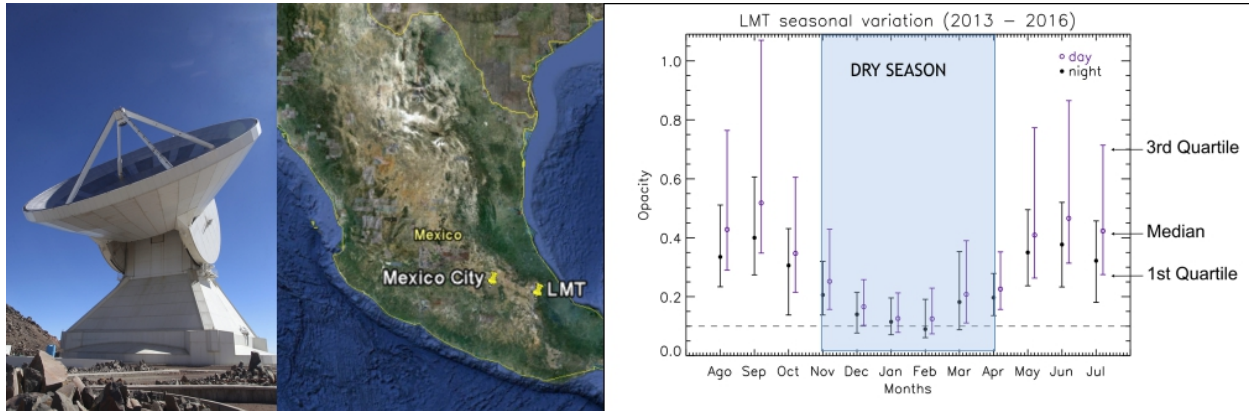 Mexico
Mexico City
LMT
LMT seasonal variation (2013 – 2016)
DRY SEASON
day
night
Opacity
1.0
0.8
0.6
0.4
0.2
0.0
3rd Quartile
Median
1st Quartile
Ago Sep Oct Nov Dec Jan Feb Mar Apr May Jun Jul
Months